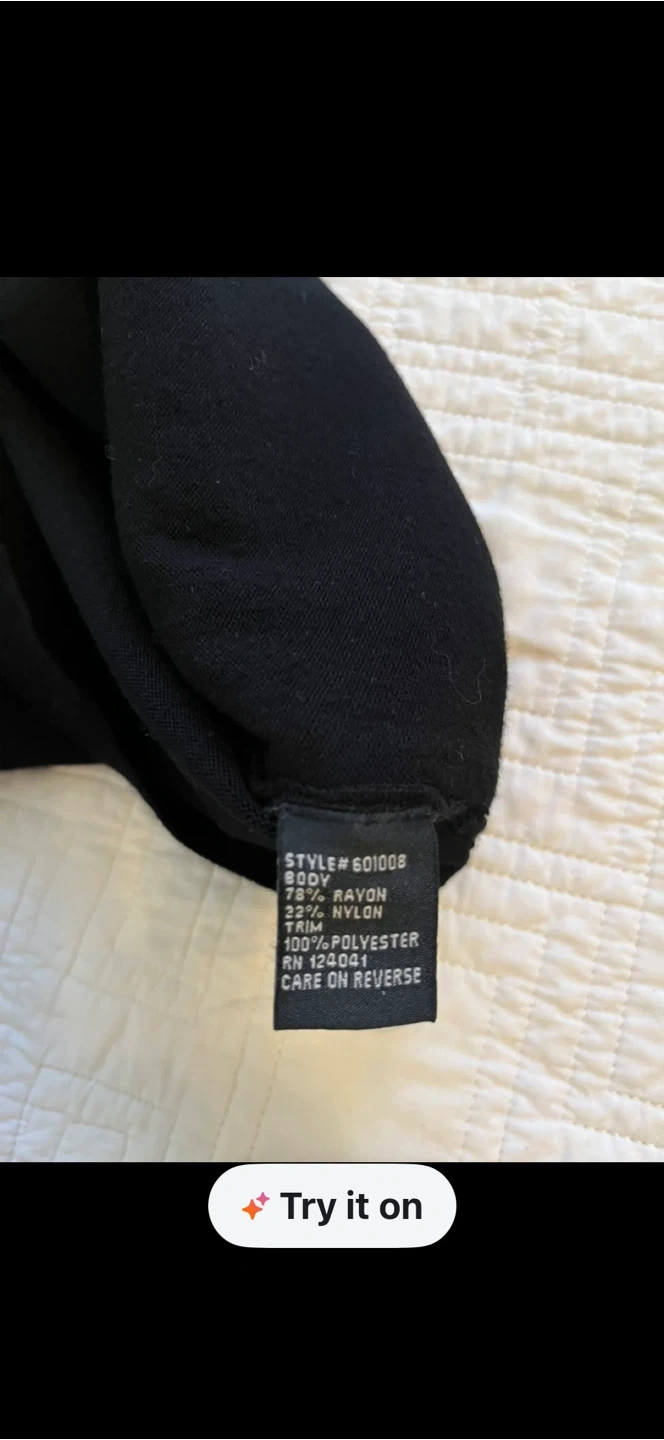 STYLE# 601008
BODY
78% RAYON
22% NYLON
TRIM
100% POLYESTER
RN 124041
CARE ON REVERSE
Try it on